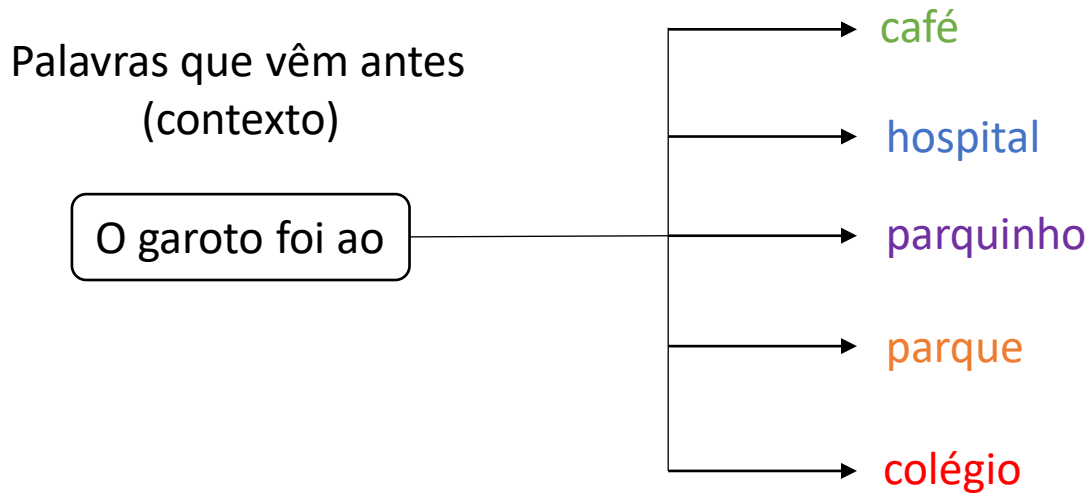 Palavras que vêm antes
(contexto)
O garoto foi ao
café
hospital
parquinho
parque
colégio